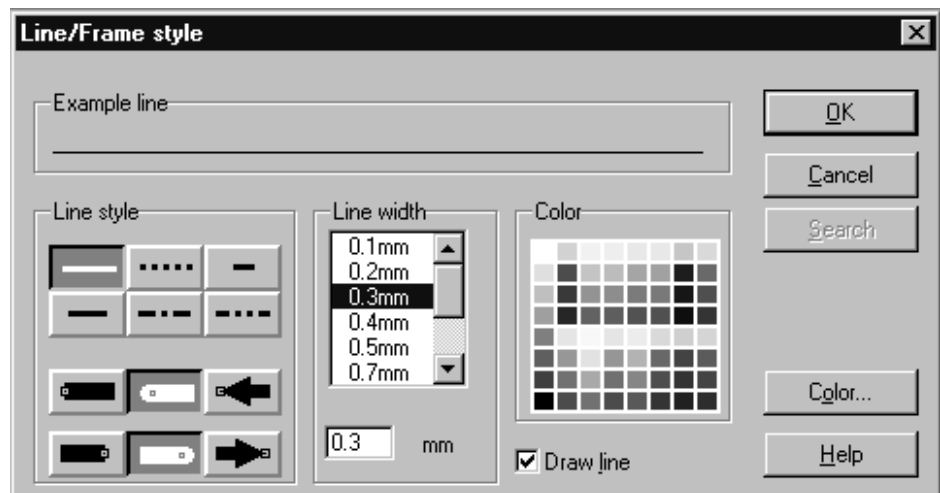 Line/Frame style
Example line
OK
Cancel
Search
Line style
Line width
Color
0.1mm
0.2mm
0.3mm
0.4mm
0.5mm
0.7mm
0.3 mm
Draw line
Color...
Help